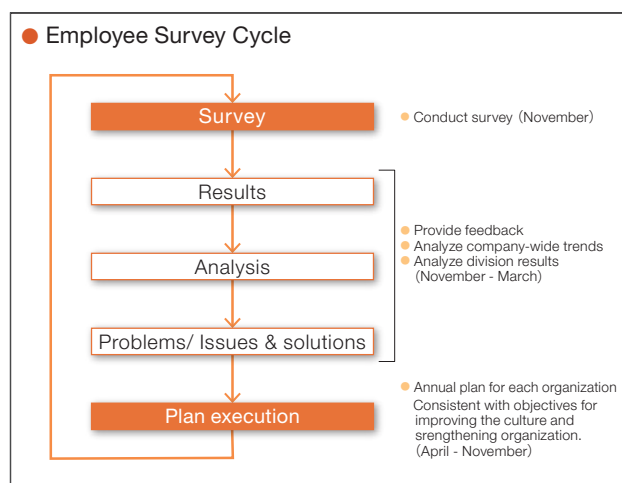 Employee Survey Cycle
Survey
Conduct survey (November)
Results
Analysis
Problems/ Issues & solutions
Provide feedback
Analyze company-wide trends
Analyze division results
(November - March)
Plan execution
Annual plan for each organization
Consistent with objectives for
improving the culture and
srengthening organization.
(April - November)